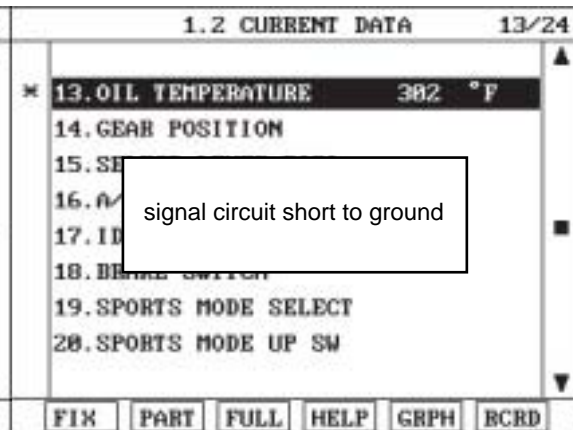 1.2 CURRENT DATA 13/24
* 13.OIL TEMPERATURE 302 °F
14.GEAR POSITION
15.SE
16.A/
signal circuit short to ground
17.ID
18.BRAKE SWITCH
19.SPORTS MODE SELECT
20.SPORTS MODE UP SW
FIX PART FULL HELP GRPH RCRD